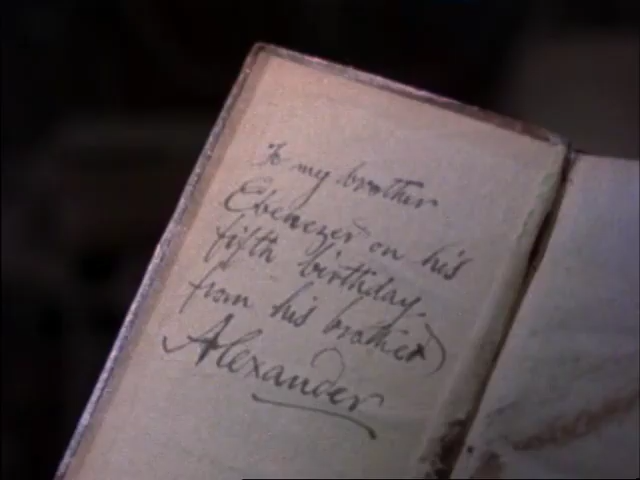 To my brother
Ebenezer on his
fifth birthday,
from his brother
Alexander